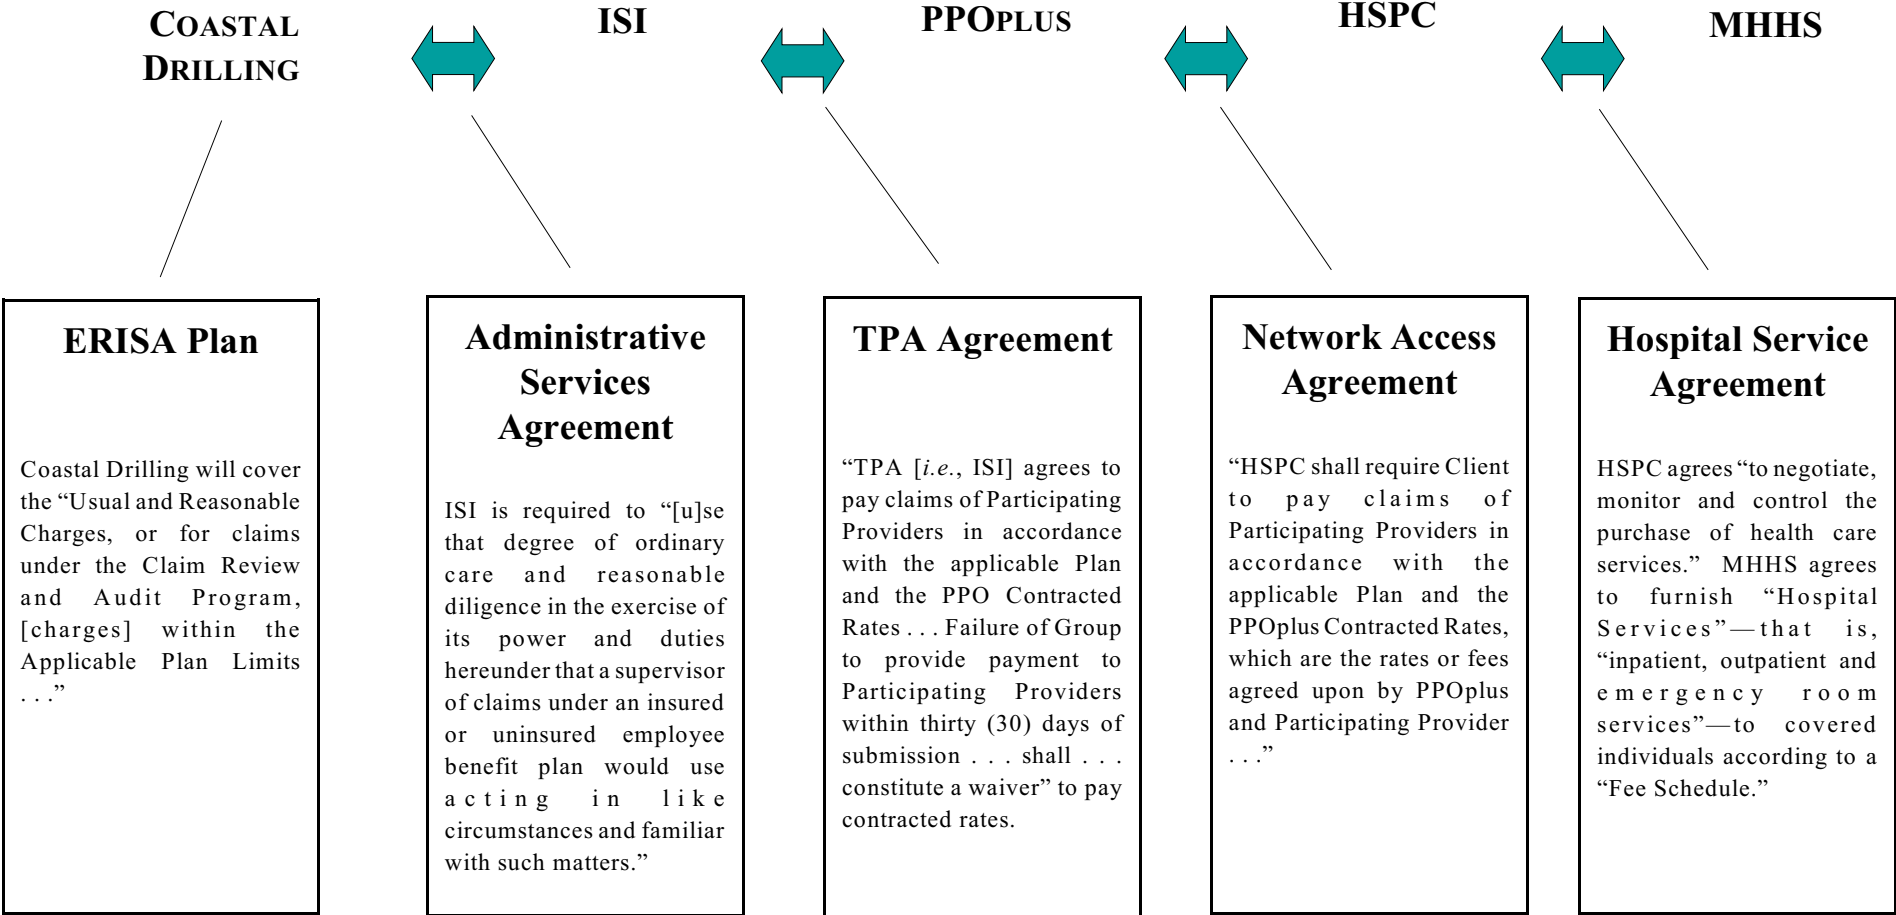 COASTAL
DRILLING
ISI
PPOPLUS
HSPC
MHHS
ERISA Plan
Coastal Drilling will cover
the “Usual and Reasonable
Charges, or for claims
under the Claim Review
and Audit Program,
[charges] within the
Applicable Plan Limits
. . .”
Administrative
Services
Agreement
ISI is required to “[u]se
that degree of ordinary
care and reasonable
diligence in the exercise of
its power and duties
hereunder that a supervisor
of claims under an insured
or uninsured employee
benefit plan would use
acting in like
circumstances and familiar
with such matters.”
TPA Agreement
“TPA [i.e., ISI] agrees to
pay claims of Participating
Providers in accordance
with the applicable Plan
and the PPO Contracted
Rates . . . Failure of Group
to provide payment to
Participating Providers
within thirty (30) days of
submission . . . shall . . .
constitute a waiver” to pay
contracted rates.
Network Access
Agreement
“HSPC shall require Client
to pay claims of
Participating Providers in
accordance with the
applicable Plan and the
PPOplus Contracted Rates,
which are the rates or fees
agreed upon by PPOplus
and Participating Provider
. . .”
Hospital Service
Agreement
HSPC agrees “to negotiate,
monitor and control the
purchase of health care
services.” MHHS agrees
to furnish “Hospital
Services”—that is,
“inpatient, outpatient and
emergency room
services”—to covered
individuals according to a
“Fee Schedule.”